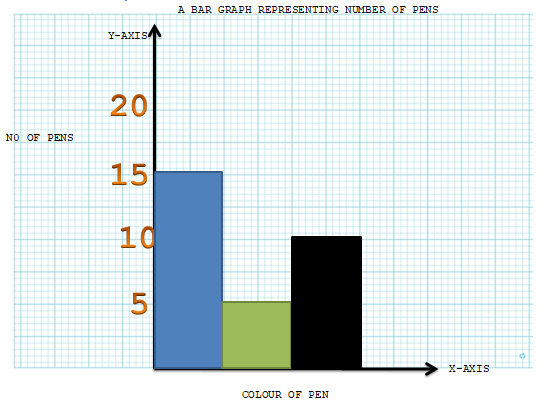 A BAR GRAPH REPRESENTING NUMBER OF PENS
Y-AXIS
20
NO OF PENS
15
10
5
X-AXIS
COLOUR OF PEN